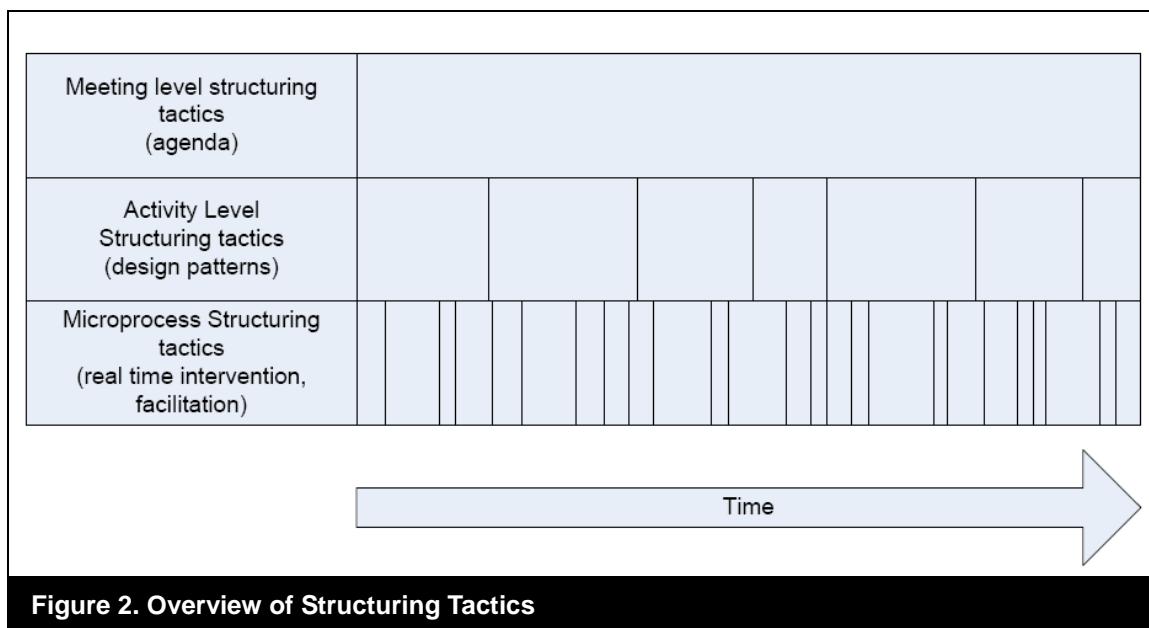 Meeting level structuring
tactics
(agenda)
Activity Level
Structuring tactics
(design patterns)
Microprocess Structuring
tactics
(real time intervention,
facilitation)
Time
Figure 2. Overview of Structuring Tactics